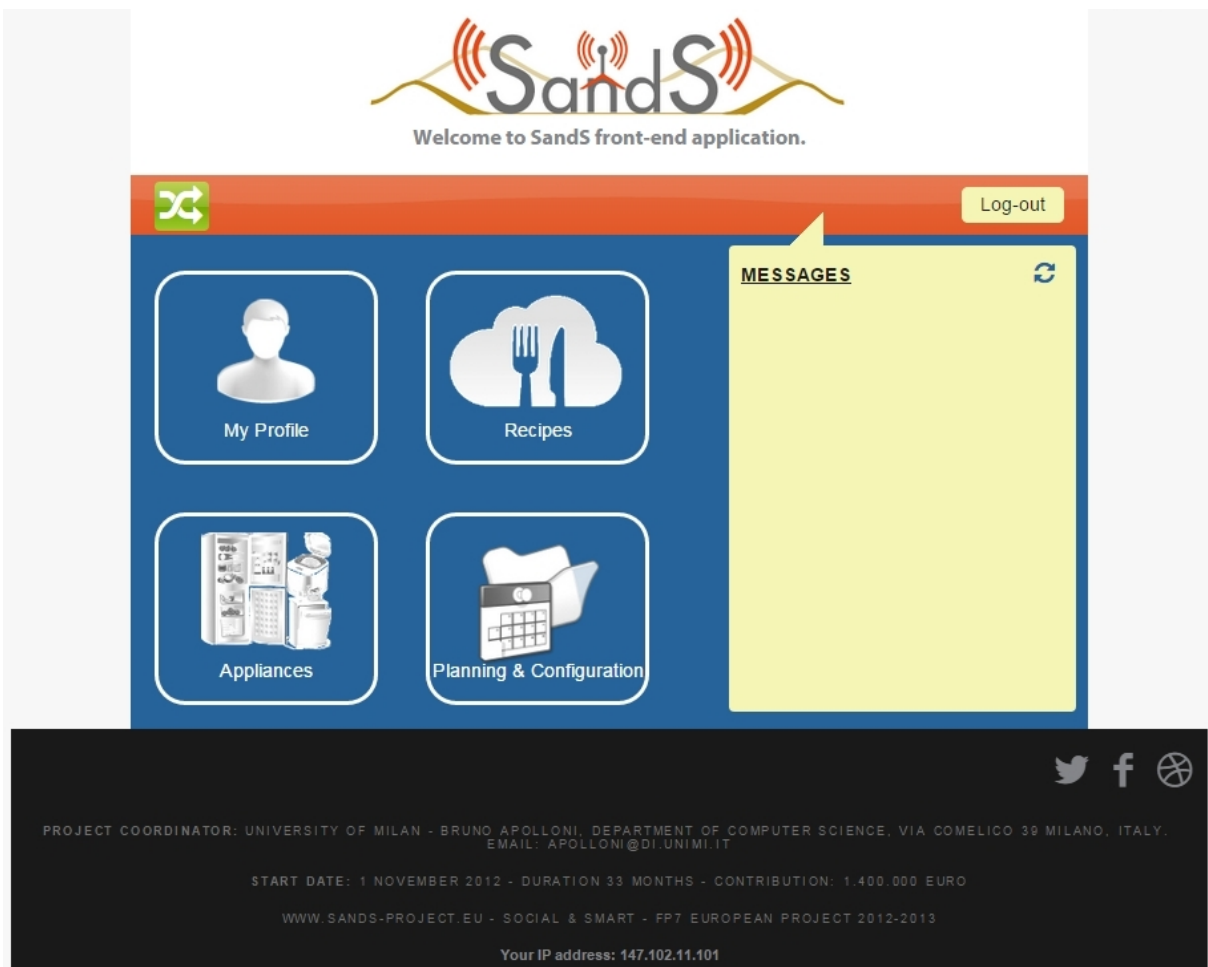 SandS
Welcome to SandS front-end application.
Log-out
MESSAGES
My Profile
Recipes
Appliances
Planning & Configuration
PROJECT COORDINATOR: UNIVERSITY OF MILAN - BRUNO APOLLONI, DEPARTMENT OF COMPUTER SCIENCE, VIA COMELICO 39 MILANO, ITALY.
EMAIL: APOLLONI@DI.UNIMI.IT
START DATE: 1 NOVEMBER 2012 - DURATION 33 MONTHS - CONTRIBUTION: 1.400.000 EURO
WWW.SANDS-PROJECT.EU - SOCIAL & SMART - FP7 EUROPEAN PROJECT 2012-2013
Your IP address: 147.102.11.101